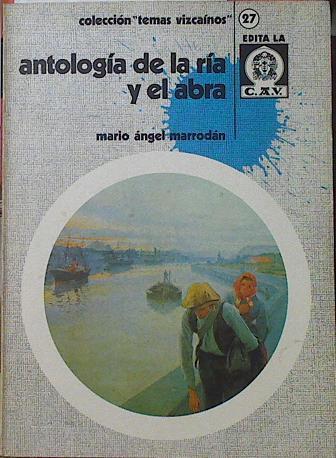 colección "temas vizcaínos"
27
EDITA LA
C.A.V.
antología de la ría
y el abra
mario ángel marrodán